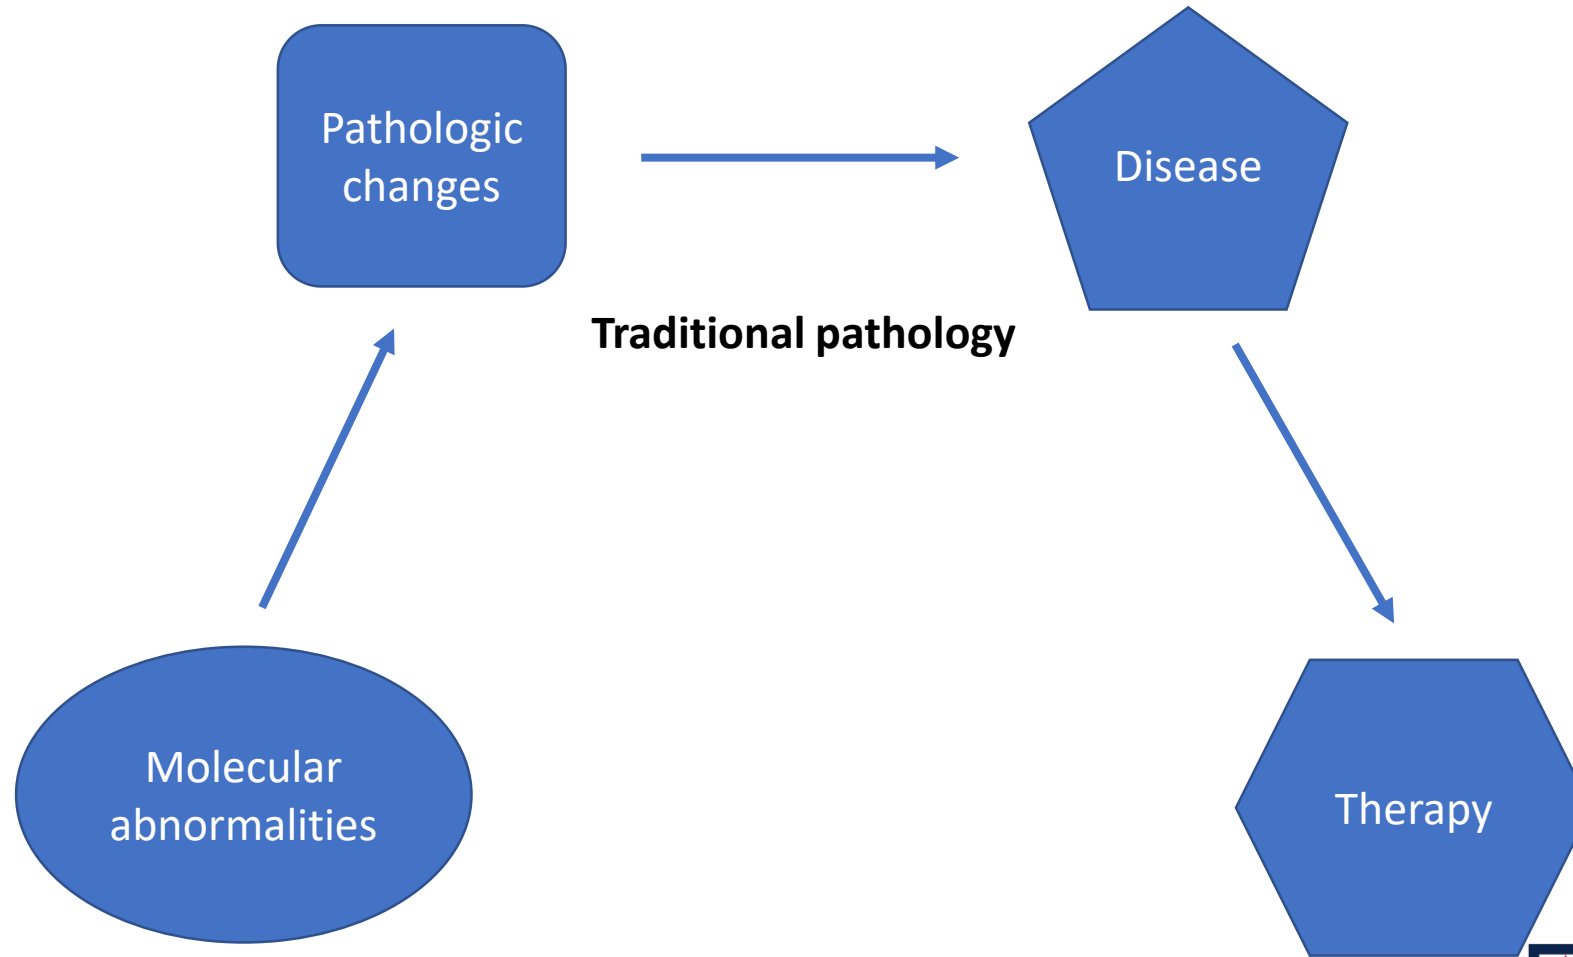 Pathologic
changes
Disease
Traditional pathology
Molecular
abnormalities
Therapy